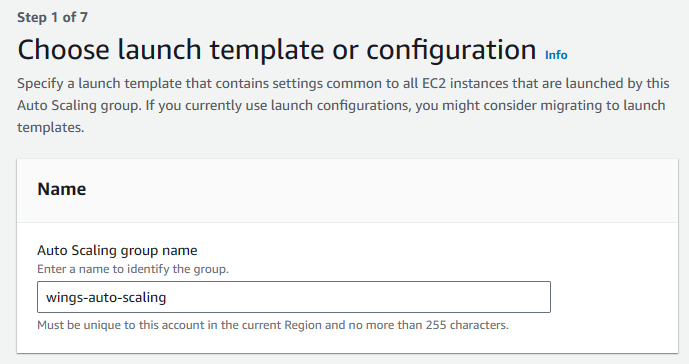 Step 1 of 7
Choose launch template or configuration Info
Specify a launch template that contains settings common to all EC2 instances that are launched by this
Auto Scaling group. If you currently use launch configurations, you might consider migrating to launch
templates.
Name
Auto Scaling group name
Enter a name to identify the group.
wings-auto-scaling
Must be unique to this account in the current Region and no more than 255 characters.